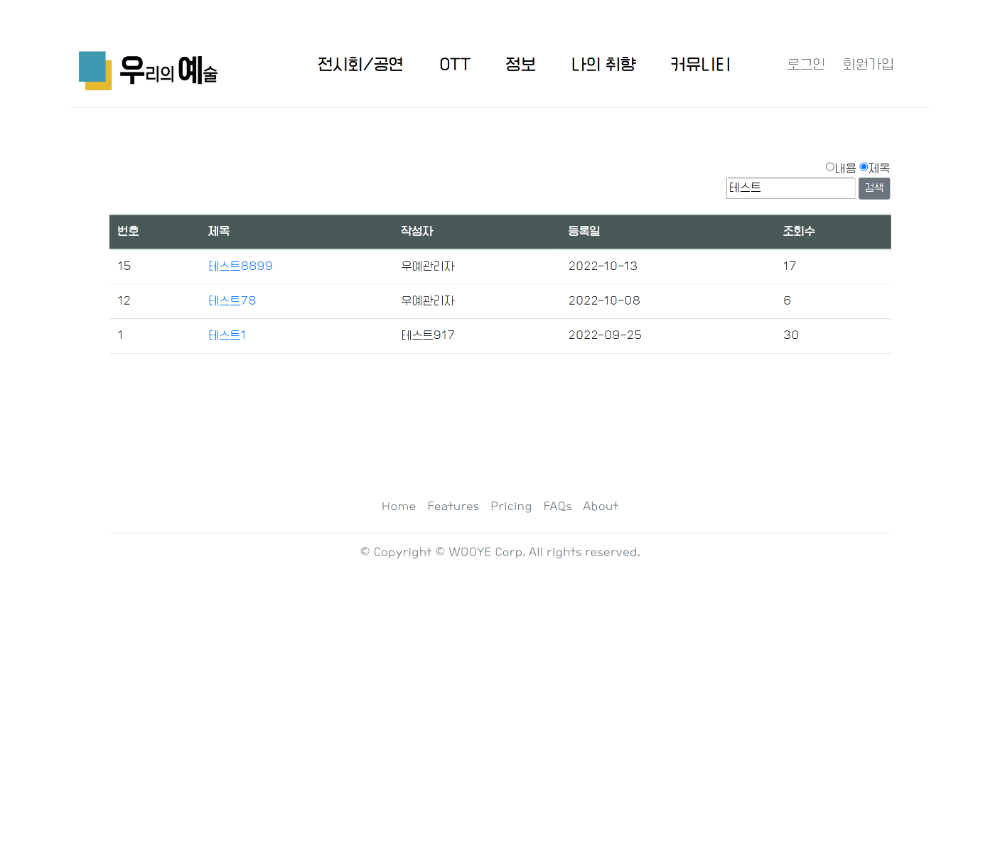 우리의 예술 전시회/공연 OTT 정보 나의 취향 커뮤니티 로그인 회원가입
내용 제목
테스트 검색
번호 제목 작성자 등록일 조회수
15 테스트8899 우예관리자 2022-10-13 17
12 테스트78 우예관리자 2022-10-08 6
1 테스트1 테스트917 2022-09-25 30
Home Features Pricing FAQs About
© Copyright © WOOYE Corp. All rights reserved.